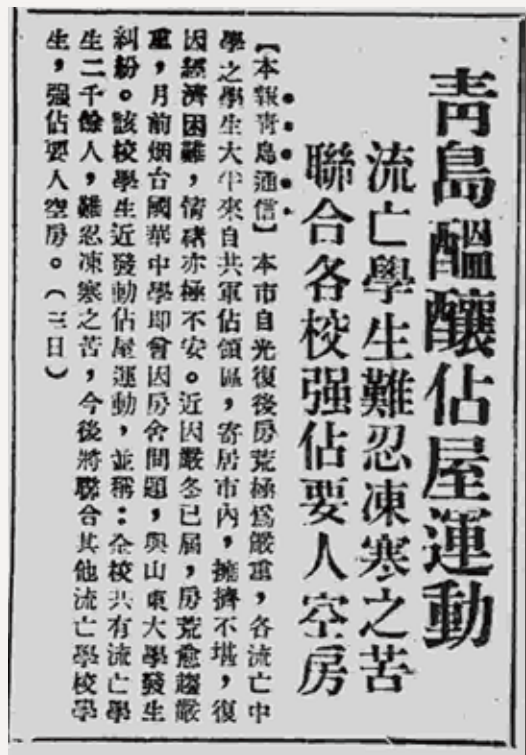 青島醞釀佔屋運動
流亡學生難忍凍寒之苦
聯合各校强佔要人空房
【本報青島通信】本市自光復後房荒極爲嚴重，各流亡中
學之學生大半來自共軍佔領區，寄居市內，擁擠不堪，復
因經濟困難，情緒亦極不安。近因嚴冬已屆，房荒愈趨嚴
重，月前烟台國華中學即曾因房舍問題，與山東大學發生
糾紛。該校學生近發動佔屋運動，並稱：全校共有流亡學
生二千餘人，難忍凍寒之苦，今後將聯合其他流亡學校學
生，强佔要人空房。（三日）